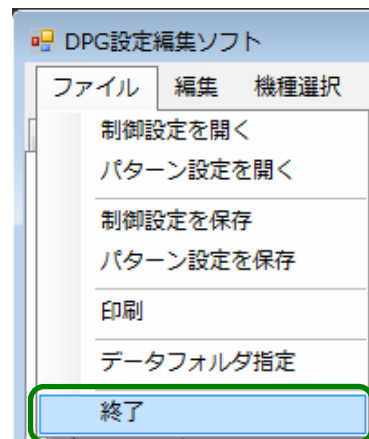 DPG設定編集ソフト
ファイル 編集 機種選択
制御設定を開く
パターン設定を開く
制御設定を保存
パターン設定を保存
印刷
データフォルダ指定
終了